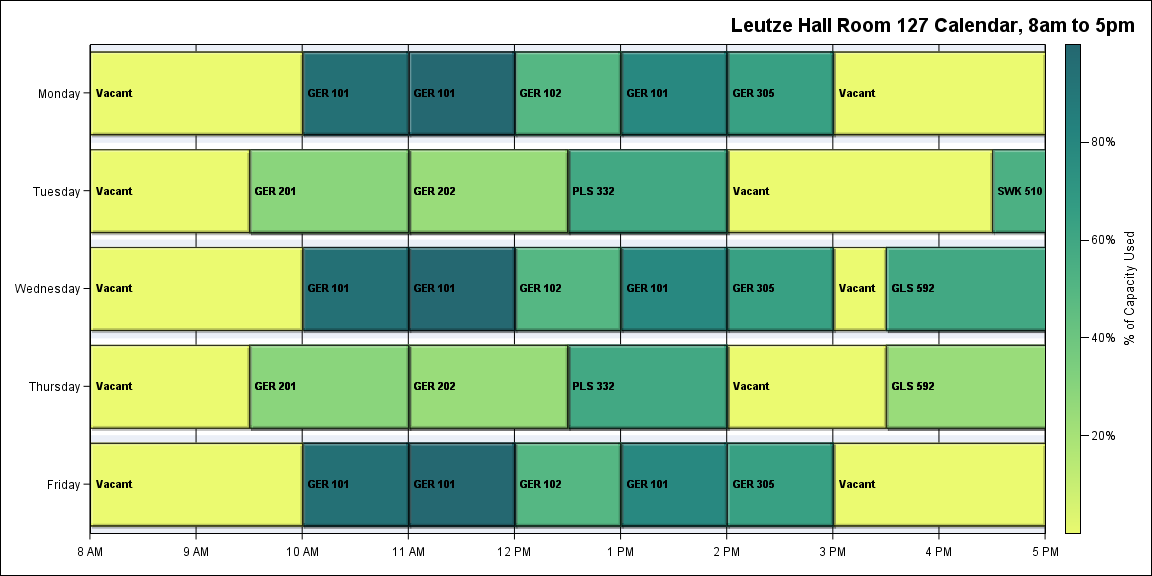 Leutze Hall Room 127 Calendar, 8am to 5pm
Monday
Vacant
GER 101
GER 101
GER 102
GER 101
GER 305
Vacant
Tuesday
Vacant
GER 201
GER 202
PLS 332
Vacant
SWK 510
Wednesday
Vacant
GER 101
GER 101
GER 102
GER 101
GER 305
Vacant
GLS 592
Thursday
Vacant
GER 201
GER 202
PLS 332
Vacant
GLS 592
Friday
Vacant
GER 101
GER 101
GER 102
GER 101
GER 305
Vacant
8 AM
9 AM
10 AM
11 AM
12 PM
1 PM
2 PM
3 PM
4 PM
5 PM
80%
60%
40%
20%
% of Capacity Used